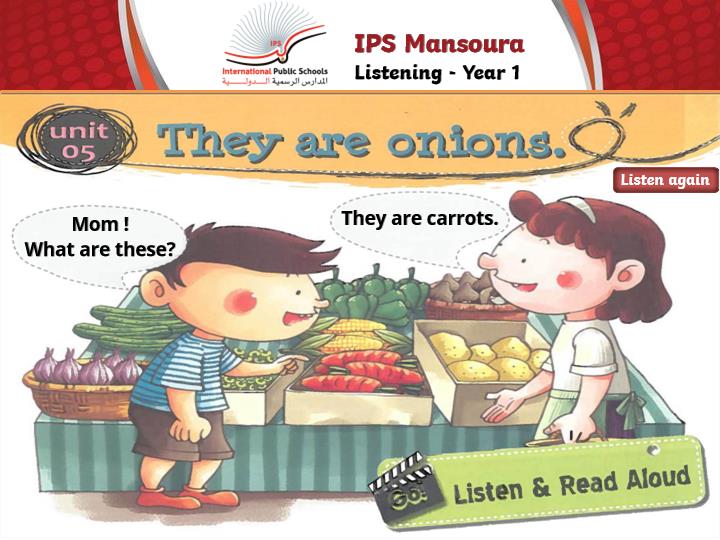 IPS
International Public Schools
المدارس الرسمية الدولية
IPS Mansoura
Listening - Year 1
unit
05
They are onions.
Listen again
Mom !
What are these?
They are carrots.
Go!
Listen & Read Aloud